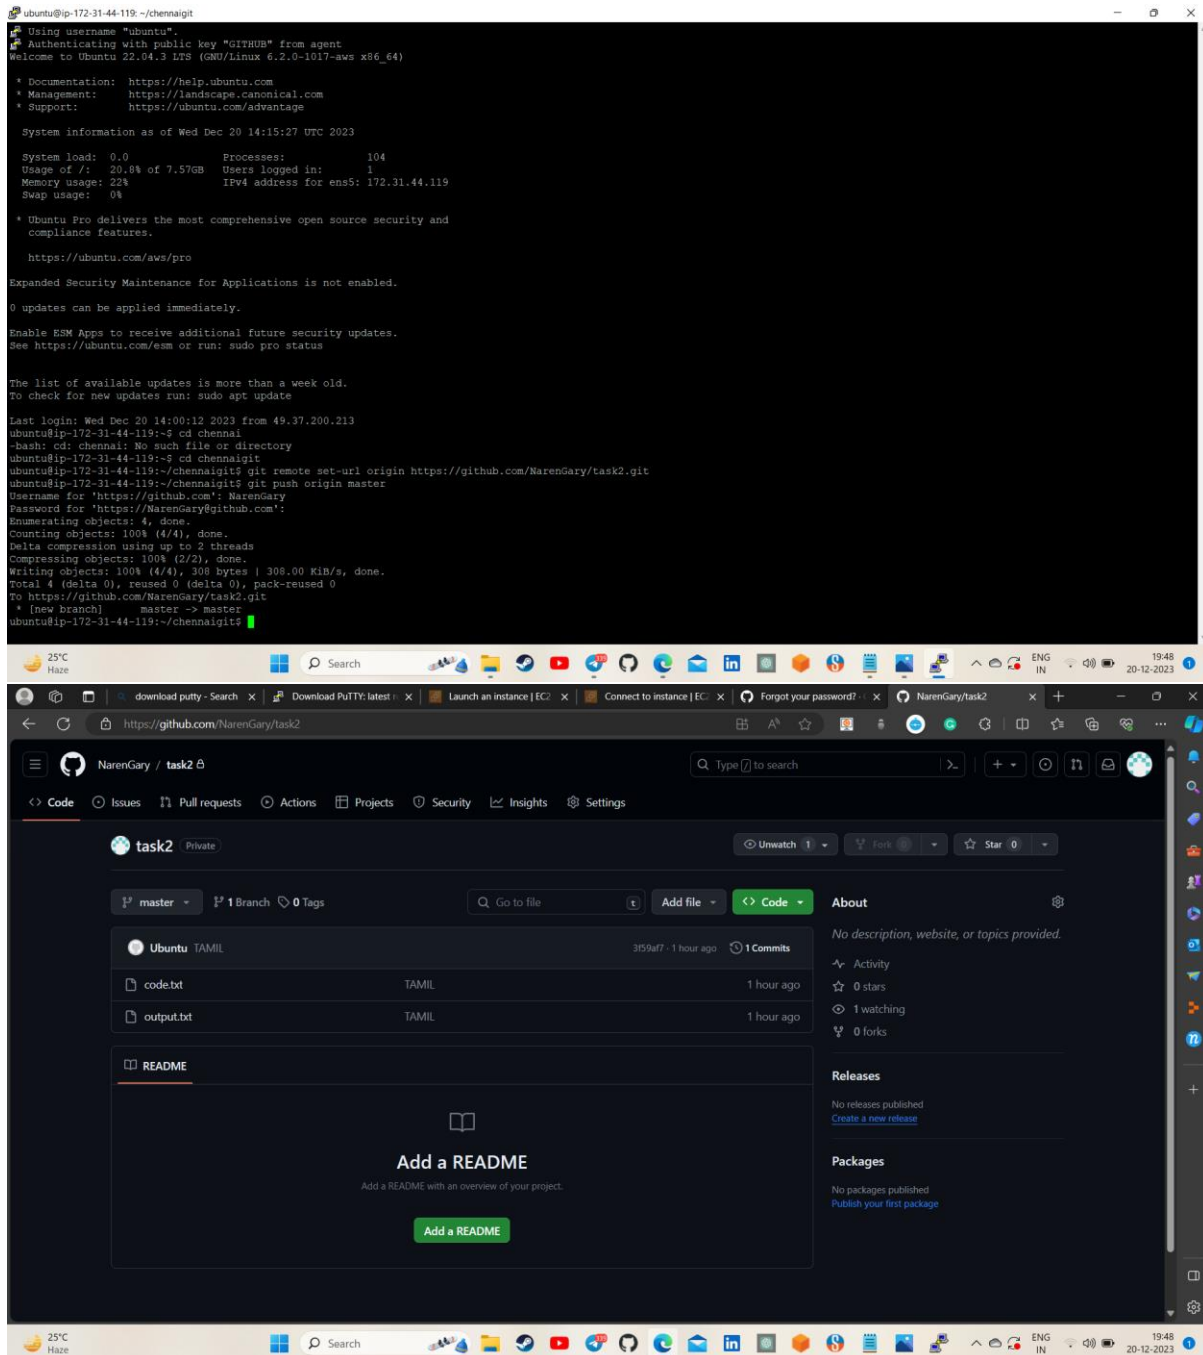 ubuntu@ip-172-31-44-119: ~/chennaigit
Using username "ubuntu".
Authenticating with public key "GITHUB" from agent
Welcome to Ubuntu 22.04.3 LTS (GNU/Linux 6.2.0-1017-aws x86_64)
* Documentation: https://help.ubuntu.com
* Management: https://landscape.canonical.com
* Support: https://ubuntu.com/advantage
System information as of Wed Dec 20 14:15:27 UTC 2023
System load: 0.0 Processes: 104
Usage of /: 20.8% of 7.57GB Users logged in: 1
Memory usage: 22% IPv4 address for ens5: 172.31.44.119
Swap usage: 0%
* Ubuntu Pro delivers the most comprehensive open source security and
compliance features.
https://ubuntu.com/aws/pro
Expanded Security Maintenance for Applications is not enabled.
0 updates can be applied immediately.
Enable ESM Apps to receive additional future security updates.
See https://ubuntu.com/esm or run: sudo pro status
The list of available updates is more than a week old.
To check for new updates run: sudo apt update
Last login: Wed Dec 20 14:00:12 2023 from 49.37.200.213
ubuntu@ip-172-31-44-119:~$ cd chennai
-bash: cd: chennai: No such file or directory
ubuntu@ip-172-31-44-119:~$ cd chennaigit
ubuntu@ip-172-31-44-119:~/chennaigit$ git remote set-url origin https://github.com/NarenGary/task2.git
ubuntu@ip-172-31-44-119:~/chennaigit$ git push origin master
Username for 'https://github.com': NarenGary
Password for 'https://NarenGary@github.com':
Enumerating objects: 4, done.
Counting objects: 100% (4/4), done.
Delta compression using up to 2 threads
Compressing objects: 100% (2/2), done.
Writing objects: 100% (4/4), 308 bytes | 308.00 KiB/s, done.
Total 4 (delta 0), reused 0 (delta 0), pack-reused 0
To https://github.com/NarenGary/task2.git
* [new branch] master -> master
ubuntu@ip-172-31-44-119:~/chennaigit$
25°C
Haze
Search
ENG
IN
19:48
20-12-2023
download putty - Search
Download PuTTY: latest r
Launch an instance | EC2
Connect to instance | EC2
Forgot your password? ·
NarenGary/task2
https://github.com/NarenGary/task2
NarenGary / task2
Type / to search
Code Issues Pull requests Actions Projects Security Insights Settings
task2 Private
Unwatch 1 Fork 0 Star 0
master 1 Branch 0 Tags
Go to file t Add file Code
Ubuntu TAMIL 3f59af7 · 1 hour ago 1 Commits
code.txt TAMIL 1 hour ago
output.txt TAMIL 1 hour ago
README
Add a README
Add a README with an overview of your project.
Add a README
About
No description, website, or topics provided.
Activity
0 stars
1 watching
0 forks
Releases
No releases published
Create a new release
Packages
No packages published
Publish your first package
25°C
Haze
Search
ENG
IN
19:48
20-12-2023